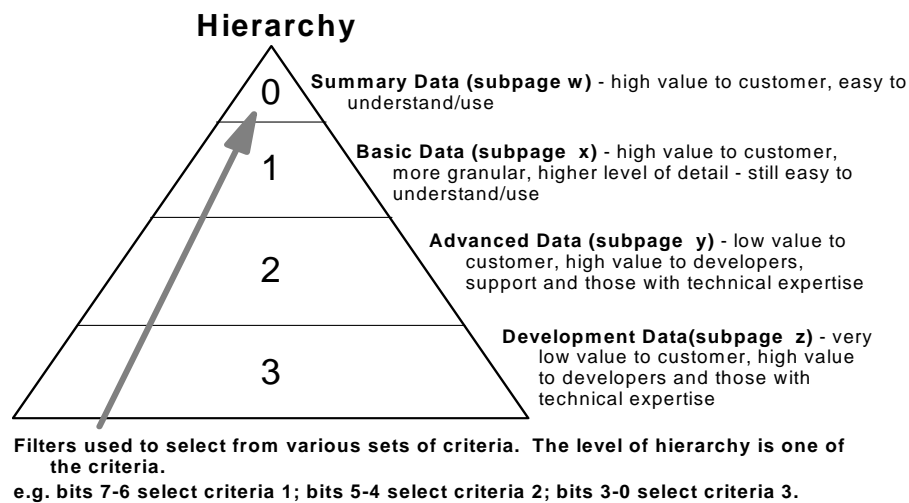 Hierarchy
0
Summary Data (subpage w) - high value to customer, easy to
understand/use
1
Basic Data (subpage x) - high value to customer,
more granular, higher level of detail - still easy to
understand/use
2
Advanced Data (subpage y) - low value to
customer, high value to developers,
support and those with technical expertise
3
Development Data(subpage z) - very
low value to customer, high value
to developers and those with
technical expertise
Filters used to select from various sets of criteria. The level of hierarchy is one of
the criteria.
e.g. bits 7-6 select criteria 1; bits 5-4 select criteria 2; bits 3-0 select criteria 3.